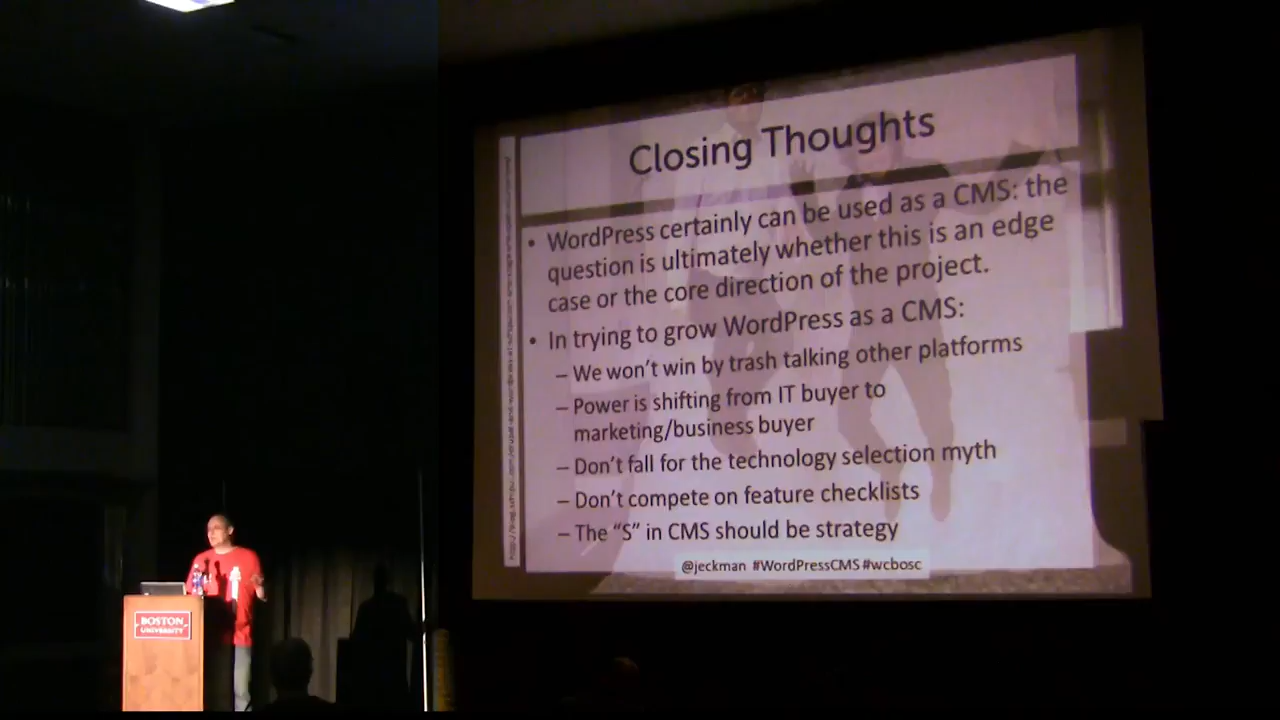 Closing Thoughts
• WordPress certainly can be used as a CMS: the
question is ultimately whether this is an edge
case or the core direction of the project.
• In trying to grow WordPress as a CMS:
– We won't win by trash talking other platforms
– Power is shifting from IT buyer to
marketing/business buyer
– Don't fall for the technology selection myth
– Don't compete on feature checklists
– The “S” in CMS should be strategy
@jeckman #WordPressCMS #wcbosc
BOSTON
UNIVERSITY